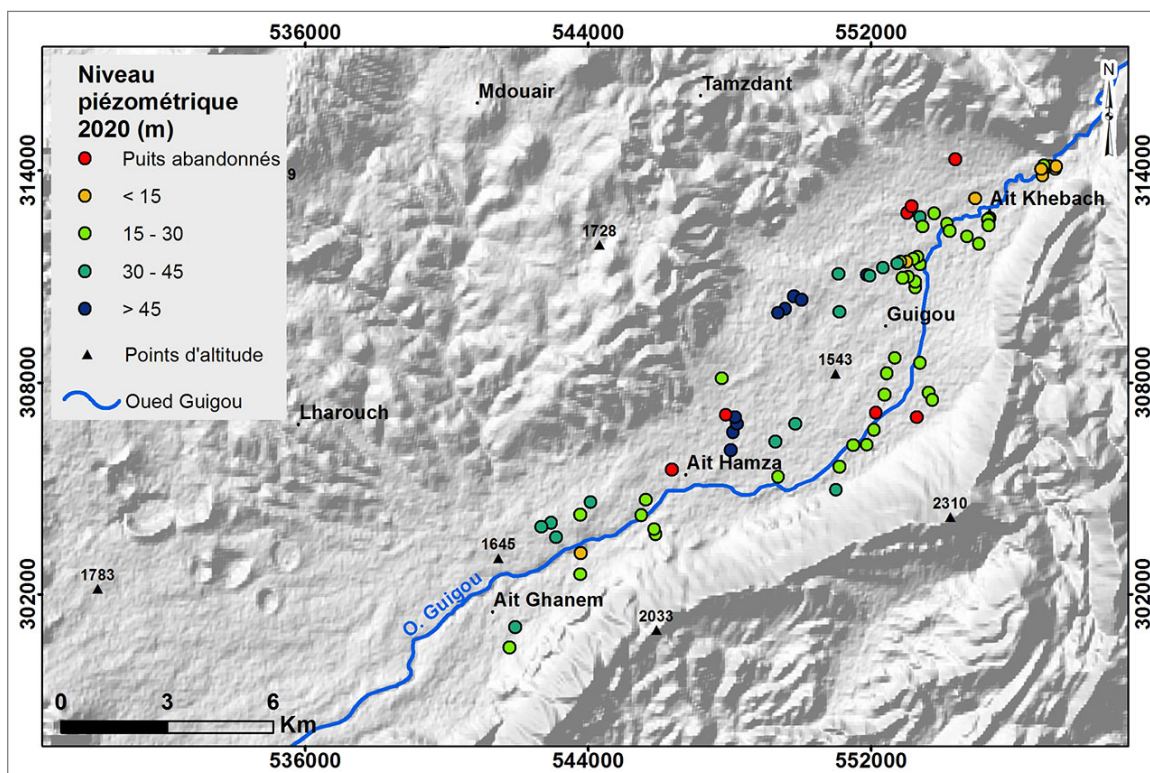 536000
544000
552000
Niveau
piézométrique
2020 (m)
Puits abandonnés
< 15
15 - 30
30 - 45
> 45
Points d'altitude
Oued Guigou
N
Mdouair
Tamzdant
314000
314000
9
Ait Khebach
1728
Guigou
308000
308000
1543
Lharouch
Ait Hamza
2310
1645
1783
302000
302000
O. Guigou
Ait Ghanem
2033
0
3
6
Km
536000
544000
552000